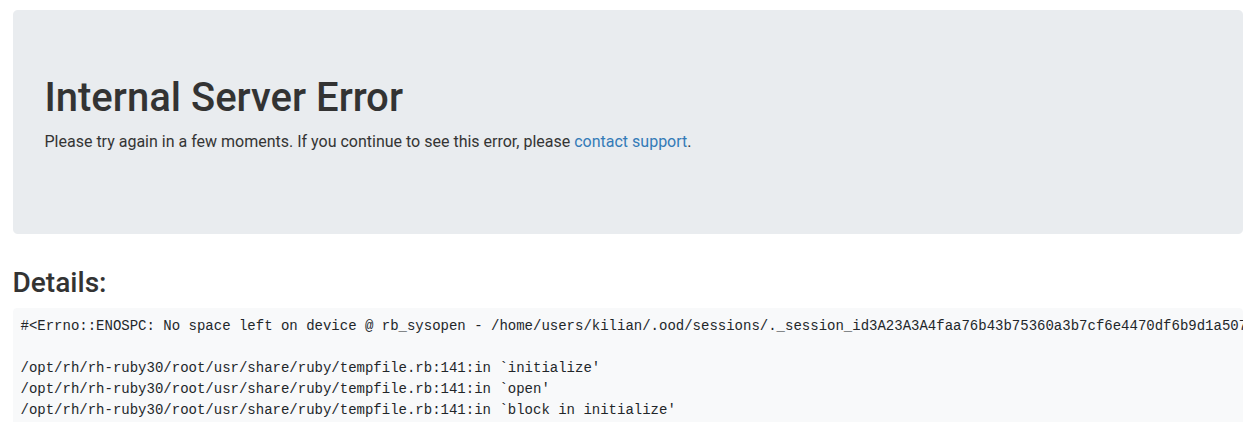 Internal Server Error
Please try again in a few moments. If you continue to see this error, please contact support.
Details:
#<Errno::ENOSPC: No space left on device @ rb_sysopen - /home/users/kilian/.ood/sessions/._session_id3A23A3A4faa76b43b75360a3b7cf6e4470df6b9d1a507
/opt/rh/rh-ruby30/root/usr/share/ruby/tempfile.rb:141:in `initialize'
/opt/rh/rh-ruby30/root/usr/share/ruby/tempfile.rb:141:in `open'
/opt/rh/rh-ruby30/root/usr/share/ruby/tempfile.rb:141:in `block in initialize'